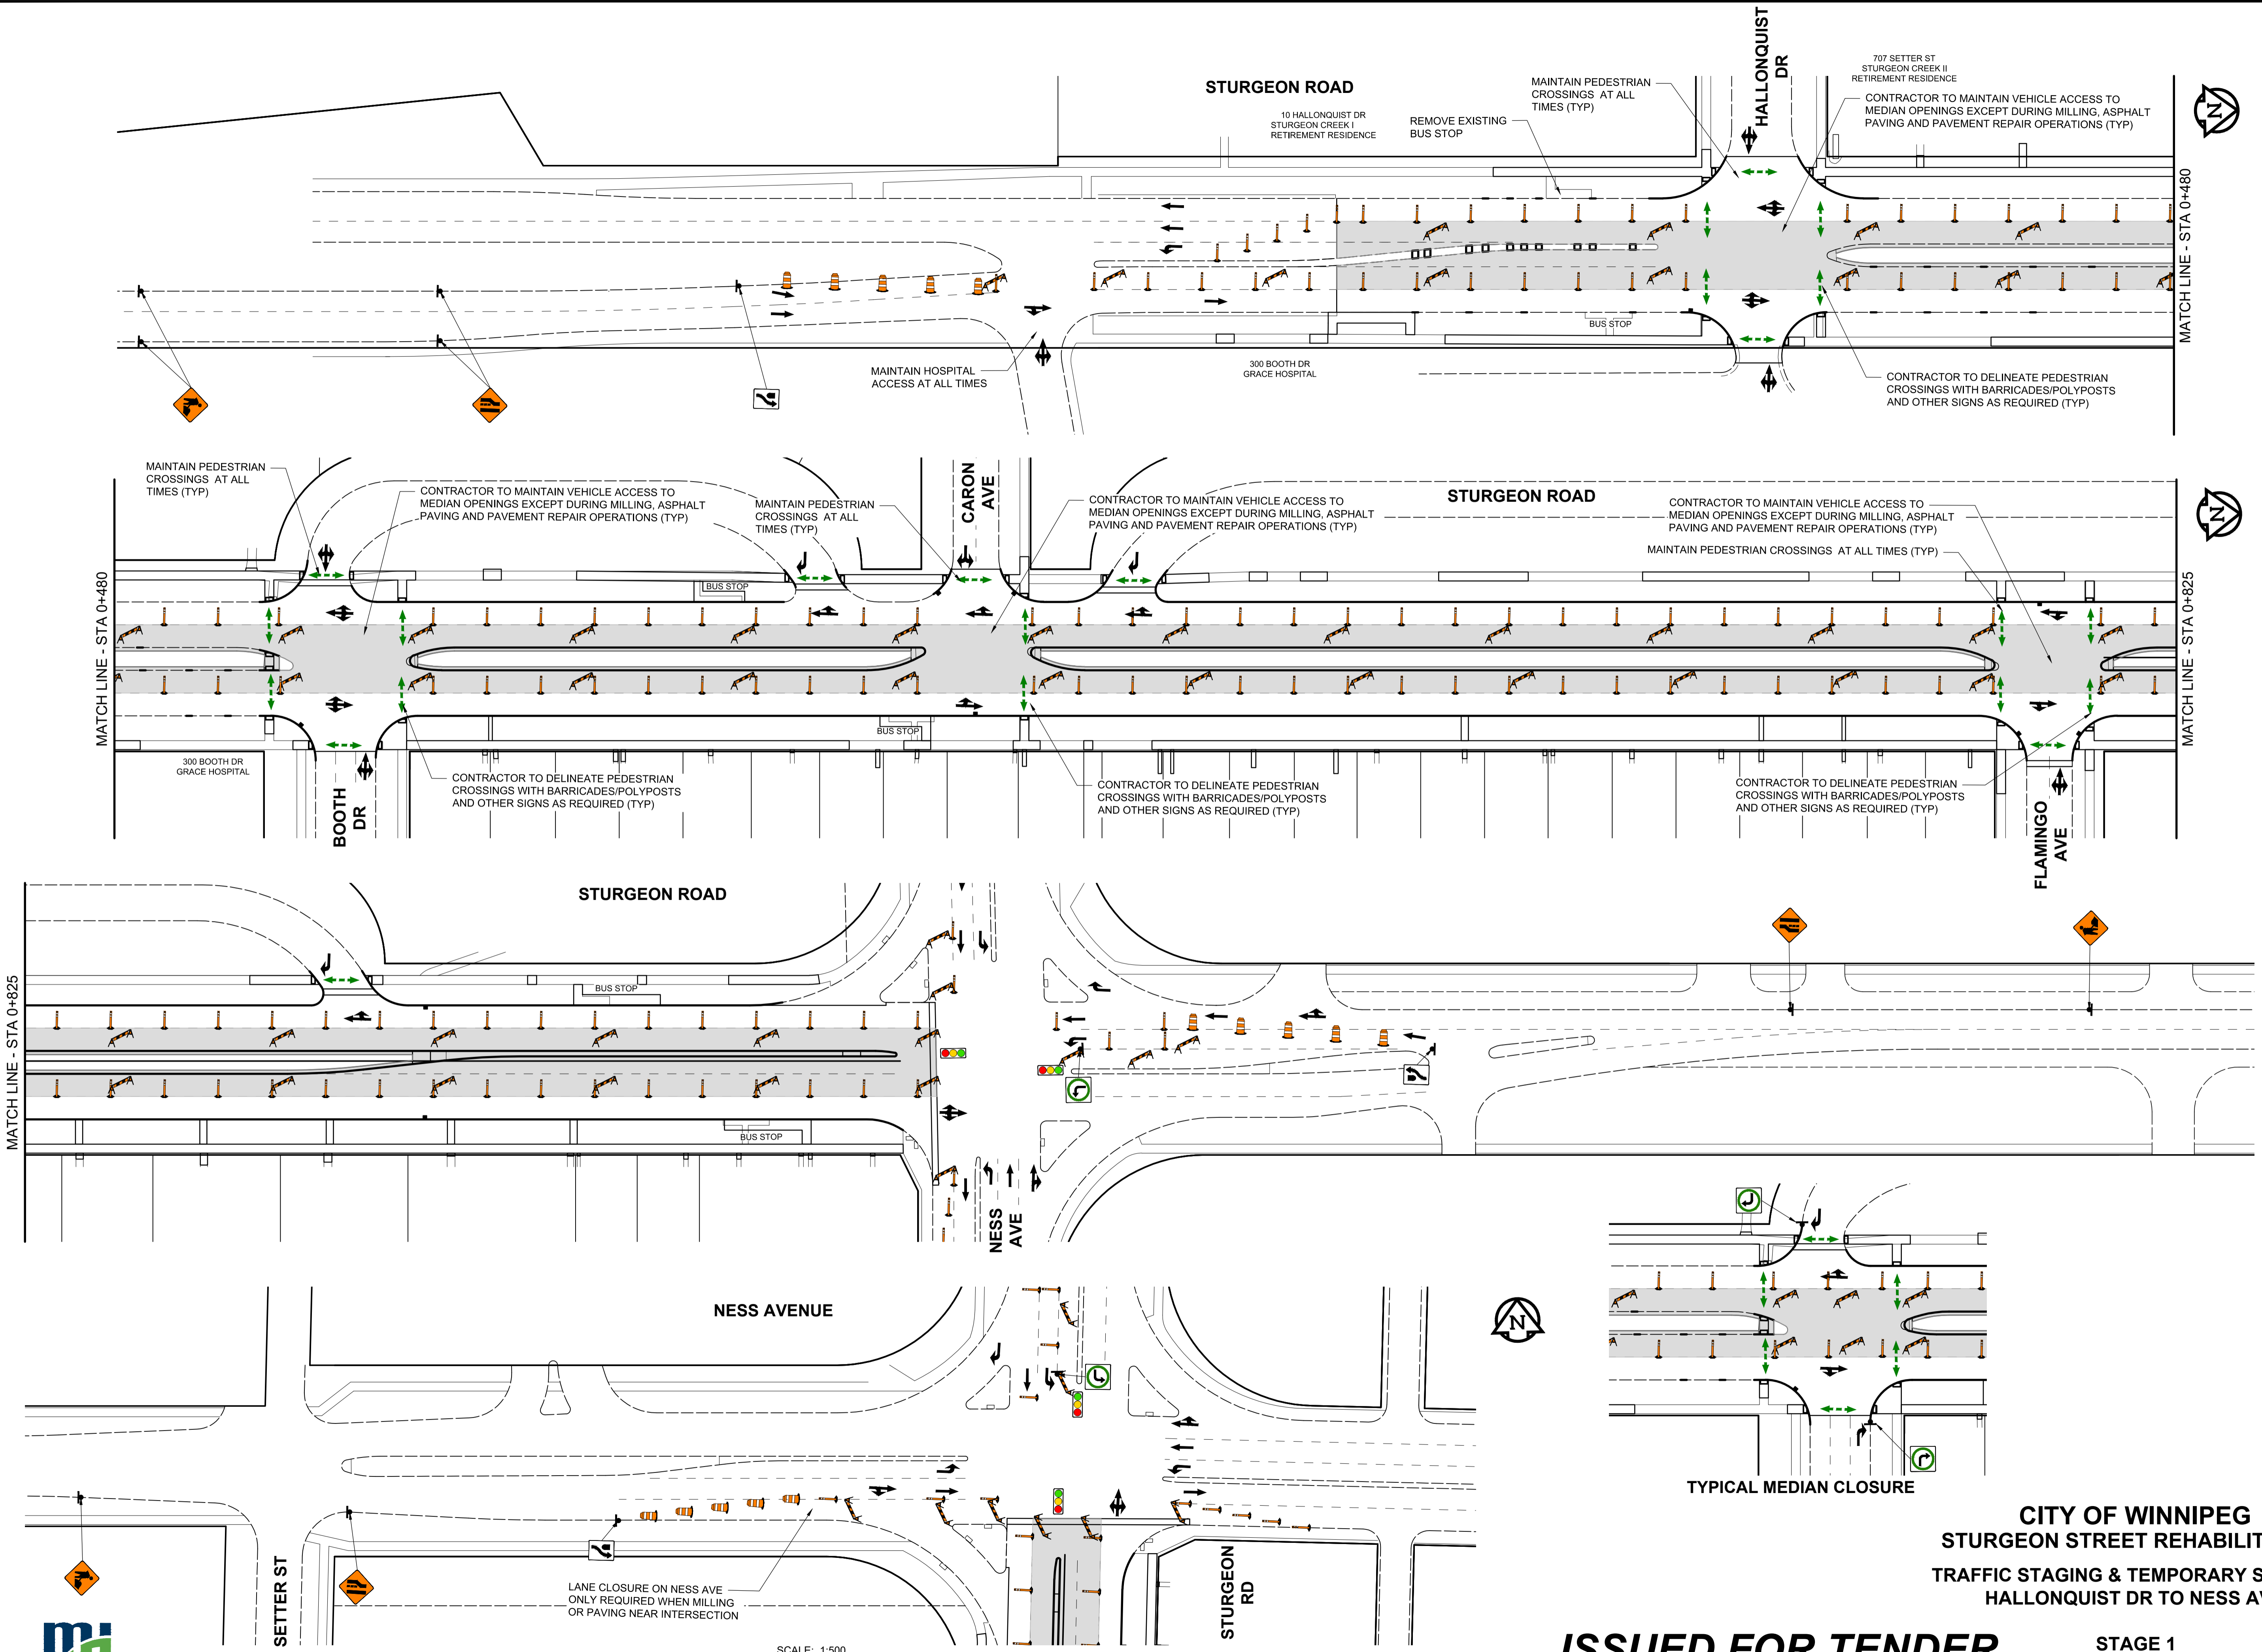 STURGEON ROAD
10 HALLONQUIST DR
STURGEON CREEK I
RETIREMENT RESIDENCE
REMOVE EXISTING
BUS STOP
MAINTAIN PEDESTRIAN
CROSSINGS AT ALL
TIMES (TYP)
HALLONQUIST
DR
707 SETTER ST
STURGEON CREEK II
RETIREMENT RESIDENCE
CONTRACTOR TO MAINTAIN VEHICLE ACCESS TO
MEDIAN OPENINGS EXCEPT DURING MILLING, ASPHALT
PAVING AND PAVEMENT REPAIR OPERATIONS (TYP)
N
MATCH LINE - STA 0+480
BUS STOP
MAINTAIN HOSPITAL
ACCESS AT ALL TIMES
300 BOOTH DR
GRACE HOSPITAL
CONTRACTOR TO DELINEATE PEDESTRIAN
CROSSINGS WITH BARRICADES/POLYPOSTS
AND OTHER SIGNS AS REQUIRED (TYP)
MAINTAIN PEDESTRIAN
CROSSINGS AT ALL
TIMES (TYP)
CONTRACTOR TO MAINTAIN VEHICLE ACCESS TO
MEDIAN OPENINGS EXCEPT DURING MILLING, ASPHALT
PAVING AND PAVEMENT REPAIR OPERATIONS (TYP)
MAINTAIN PEDESTRIAN
CROSSINGS AT ALL
TIMES (TYP)
CARON
AVE
CONTRACTOR TO MAINTAIN VEHICLE ACCESS TO
MEDIAN OPENINGS EXCEPT DURING MILLING, ASPHALT
PAVING AND PAVEMENT REPAIR OPERATIONS (TYP)
STURGEON ROAD
CONTRACTOR TO MAINTAIN VEHICLE ACCESS TO
MEDIAN OPENINGS EXCEPT DURING MILLING, ASPHALT
PAVING AND PAVEMENT REPAIR OPERATIONS (TYP)
MAINTAIN PEDESTRIAN CROSSINGS AT ALL TIMES (TYP)
N
MATCH LINE - STA 0+480
BUS STOP
BUS STOP
MATCH LINE - STA 0+825
300 BOOTH DR
GRACE HOSPITAL
BOOTH
DR
CONTRACTOR TO DELINEATE PEDESTRIAN
CROSSINGS WITH BARRICADES/POLYPOSTS
AND OTHER SIGNS AS REQUIRED (TYP)
CONTRACTOR TO DELINEATE PEDESTRIAN
CROSSINGS WITH BARRICADES/POLYPOSTS
AND OTHER SIGNS AS REQUIRED (TYP)
CONTRACTOR TO DELINEATE PEDESTRIAN
CROSSINGS WITH BARRICADES/POLYPOSTS
AND OTHER SIGNS AS REQUIRED (TYP)
FLAMINGO
AVE
STURGEON ROAD
MATCH LINE - STA 0+825
BUS STOP
BUS STOP
NESS
AVE
NESS AVENUE
N
SETTER ST
LANE CLOSURE ON NESS AVE
ONLY REQUIRED WHEN MILLING
OR PAVING NEAR INTERSECTION
STURGEON
RD
SCALE: 1:500
TYPICAL MEDIAN CLOSURE
CITY OF WINNIPEG
STURGEON STREET REHABILIT
TRAFFIC STAGING & TEMPORARY S
HALLONQUIST DR TO NESS AV
ISSUED FOR TENDER
STAGE 1